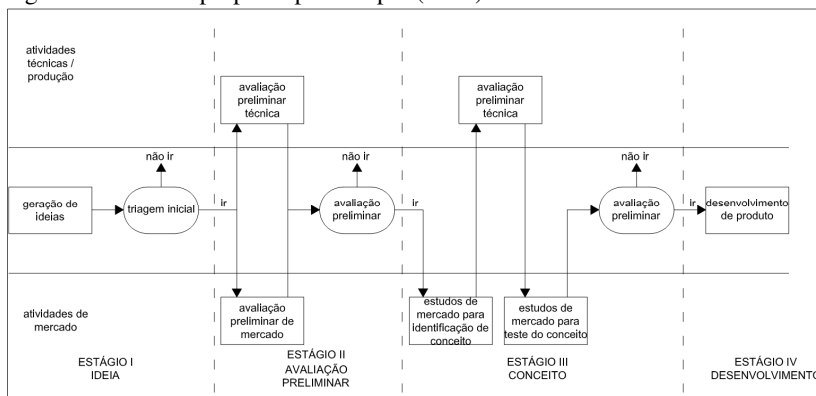 atividades
técnicas /
produção
avaliação
preliminar
técnica
avaliação
preliminar
técnica
não ir
não ir
não ir
geração de
ideias
triagem inicial
ir
avaliação
preliminar
ir
avaliação
preliminar
ir
desenvolvimento
de produto
atividades de
mercado
avaliação
preliminar de
mercado
estudos de
mercado para
identificação de
conceito
estudos de
mercado para
teste do conceito
ESTÁGIO I
IDEIA
ESTÁGIO II
AVALIAÇÃO
PRELIMINAR
ESTÁGIO III
CONCEITO
ESTÁGIO IV
DESENVOLVIMENTO